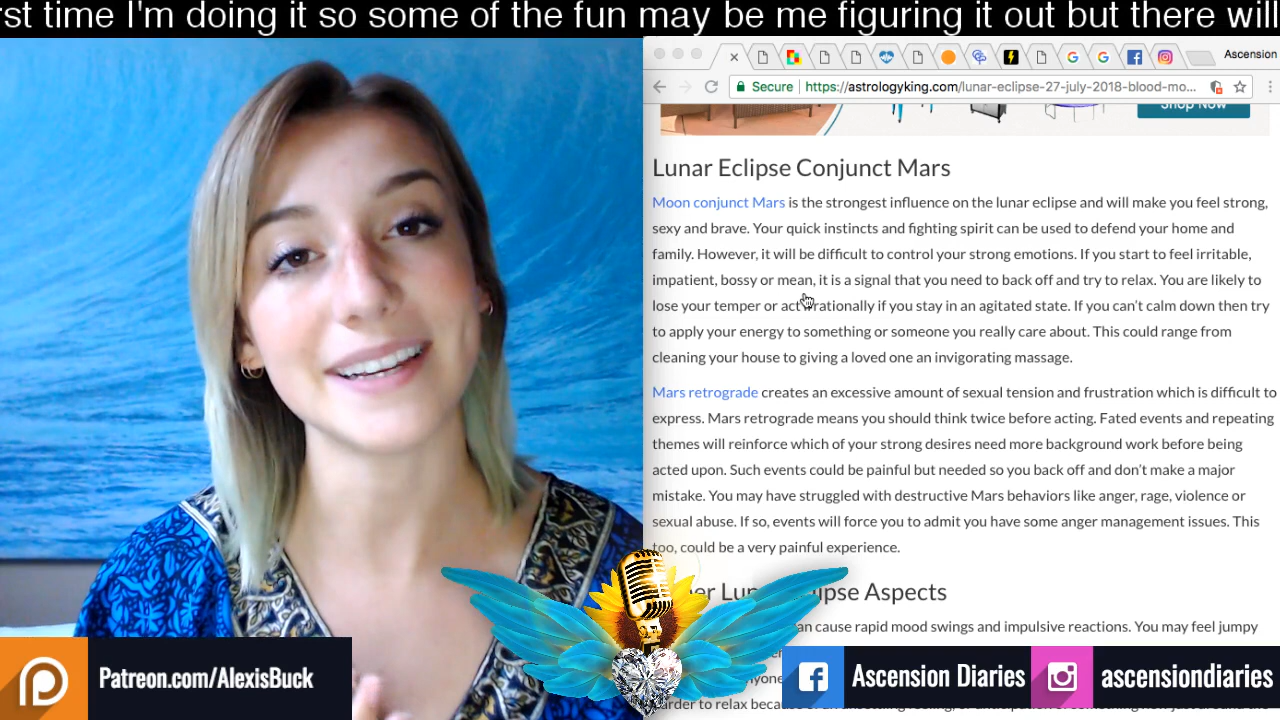 rst time I'm doing it so some of the fun may be me figuring it out but there will
Ascension
Secure
https://astrologyking.com/lunar-eclipse-27-july-2018-blood-mo...
Shop Now
Lunar Eclipse Conjunct Mars
Moon conjunct Mars is the strongest influence on the lunar eclipse and will make you feel strong,
sexy and brave. Your quick instincts and fighting spirit can be used to defend your home and
family. However, it will be difficult to control your strong emotions. If you start to feel irritable,
impatient, bossy or mean, it is a signal that you need to back off and try to relax. You are likely to
lose your temper or act irrationally if you stay in an agitated state. If you can't calm down then try
to apply your energy to something or someone you really care about. This could range from
cleaning your house to giving a loved one an invigorating massage.
Mars retrograde creates an excessive amount of sexual tension and frustration which is difficult to
express. Mars retrograde means you should think twice before acting. Fated events and repeating
themes will reinforce which of your strong desires need more background work before being
acted upon. Such events could be painful but needed so you back off and don't make a major
mistake. You may have struggled with destructive Mars behaviors like anger, rage, violence or
sexual abuse. If so, events will force you to admit you have some anger management issues. This
too, could be a very painful experience.
Aspects
can cause rapid mood swings and impulsive reactions. You may feel jumpy
Patreon.com/AlexisBuck
Ascension Diaries
ascensiondiaries